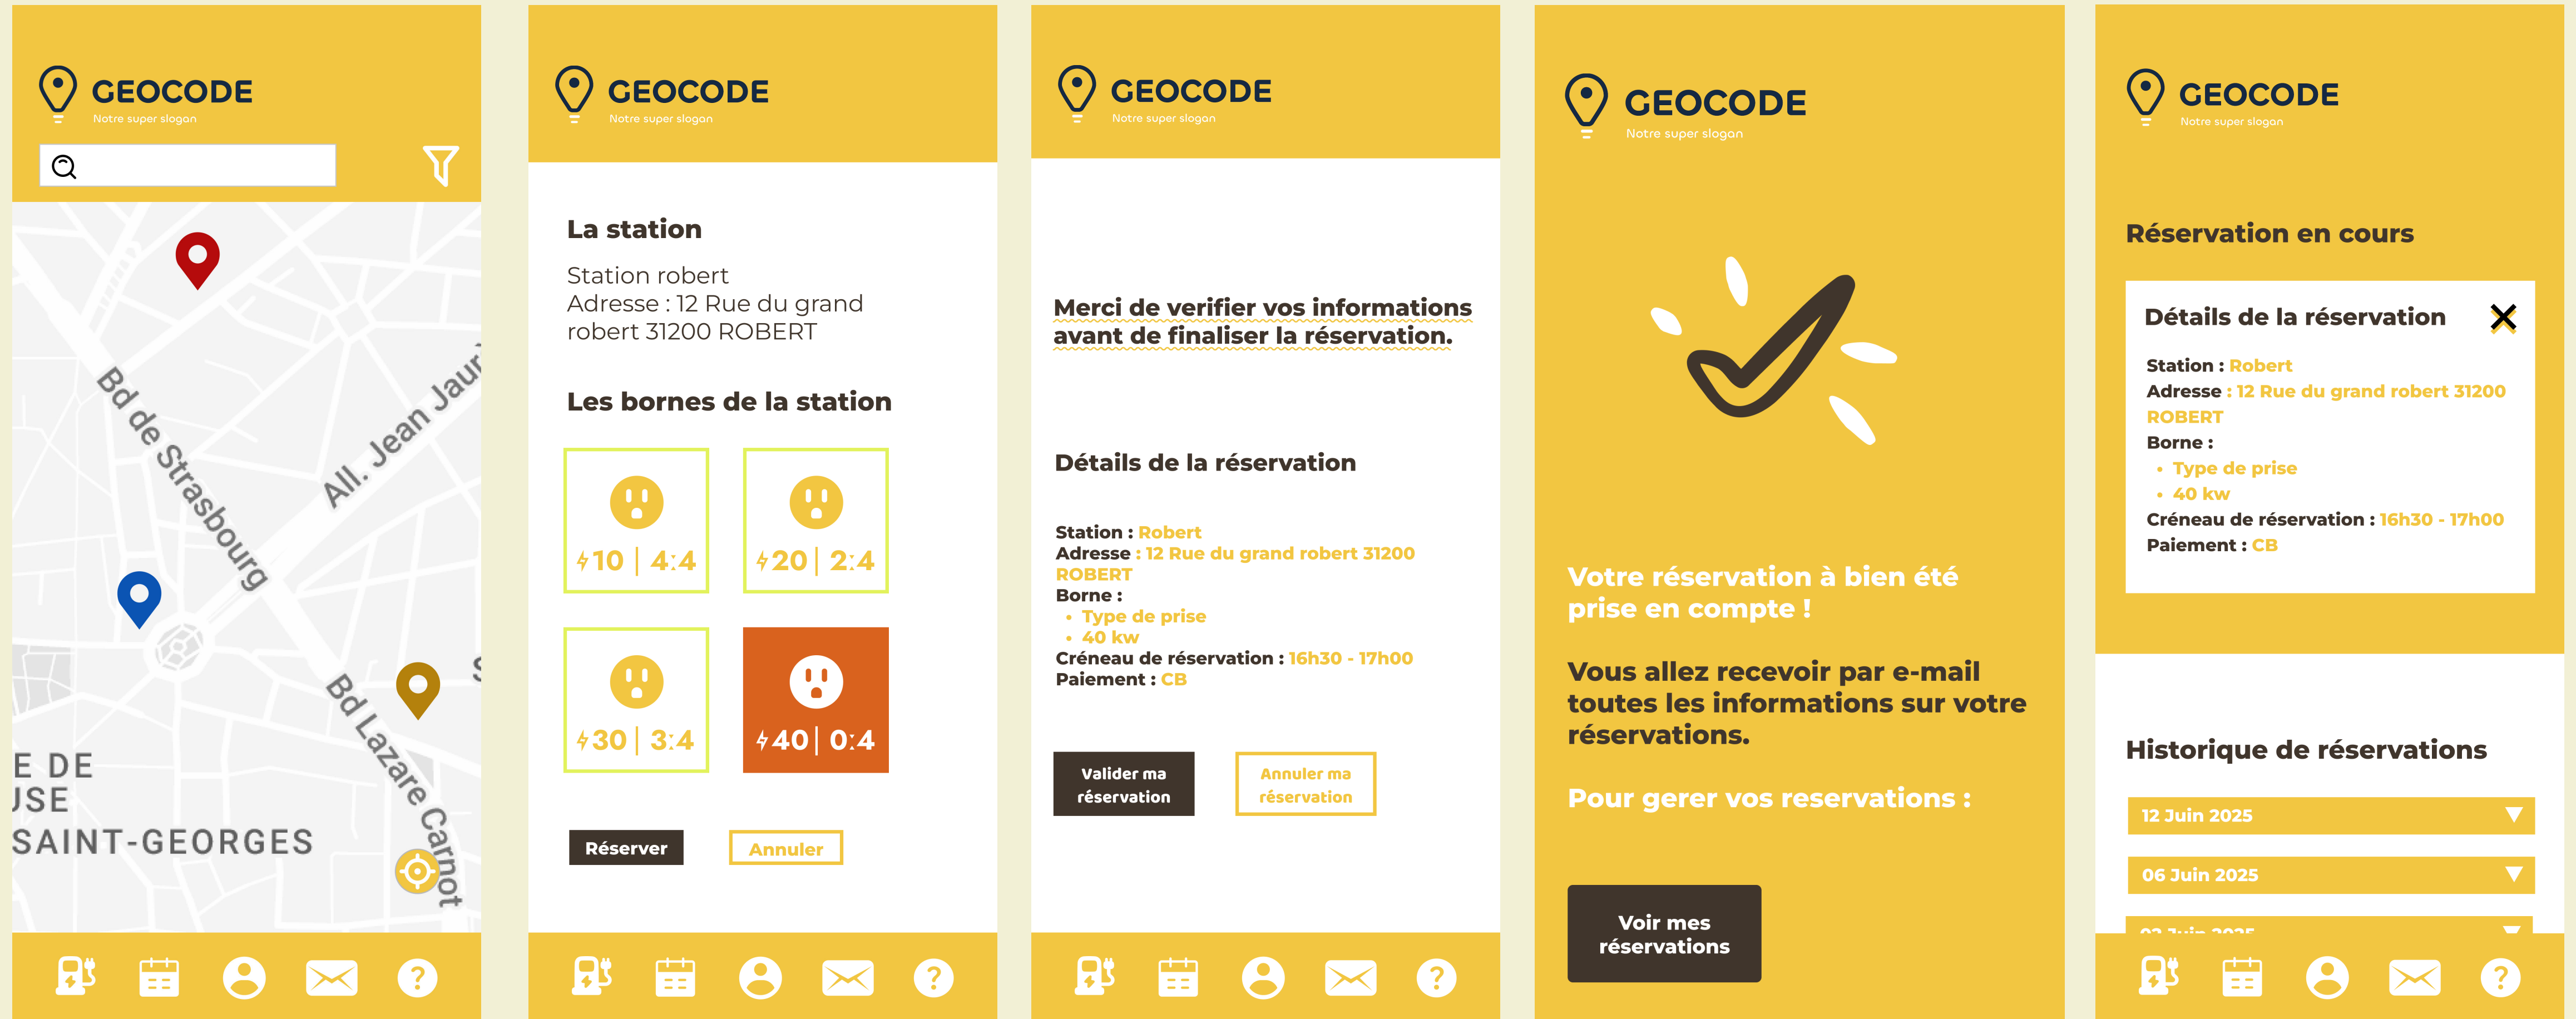 GEOCODE
Notre super slogan
Bd de Strasbourg
All. Jean Jaur
Bd Lazare Carnot
E DE
USE
SAINT-GEORGES
GEOCODE
Notre super slogan
La station
Station robert
Adresse : 12 Rue du grand
robert 31200 ROBERT
Les bornes de la station
10 | 4:4
20 | 2:4
30 | 3:4
40 | 0:4
Réserver
Annuler
GEOCODE
Notre super slogan
Merci de verifier vos informations
avant de finaliser la réservation.
Détails de la réservation
Station : Robert
Adresse : 12 Rue du grand robert 31200
ROBERT
Borne :
• Type de prise
• 40 kw
Créneau de réservation : 16h30 - 17h00
Paiement : CB
Valider ma
réservation
Annuler ma
réservation
GEOCODE
Notre super slogan
Votre réservation à bien été
prise en compte !
Vous allez recevoir par e-mail
toutes les informations sur votre
réservations.
Pour gerer vos reservations :
Voir mes
réservations
GEOCODE
Notre super slogan
Réservation en cours
Détails de la réservation
Station : Robert
Adresse : 12 Rue du grand robert 31200
ROBERT
Borne :
• Type de prise
• 40 kw
Créneau de réservation : 16h30 - 17h00
Paiement : CB
Historique de réservations
12 Juin 2025
06 Juin 2025